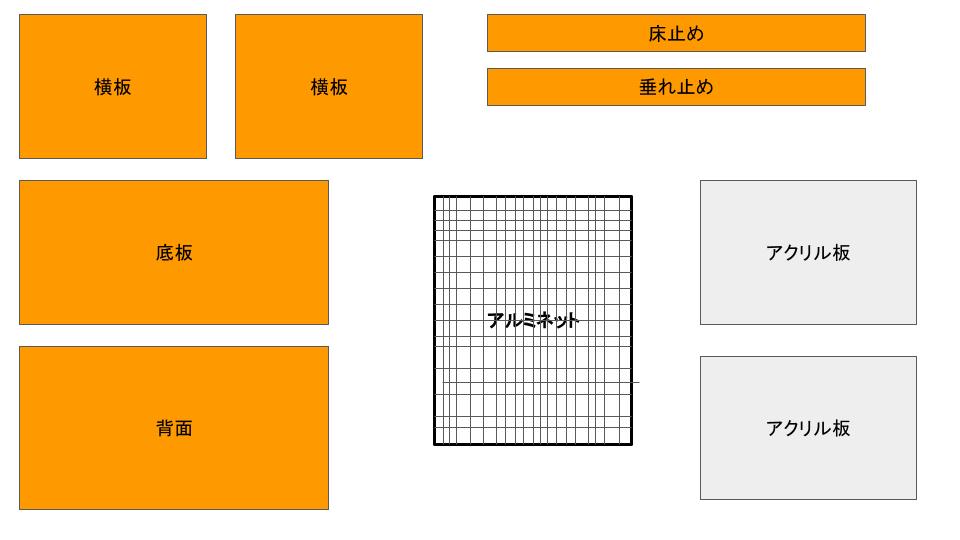 横板
横板
床止め
垂れ止め
底板
アルミネット
アクリル板
背面
アクリル板